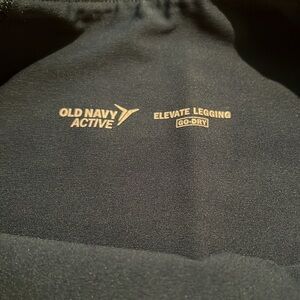 OLD NAVY
ACTIVE
ELEVATE LEGGING
GO-DRY